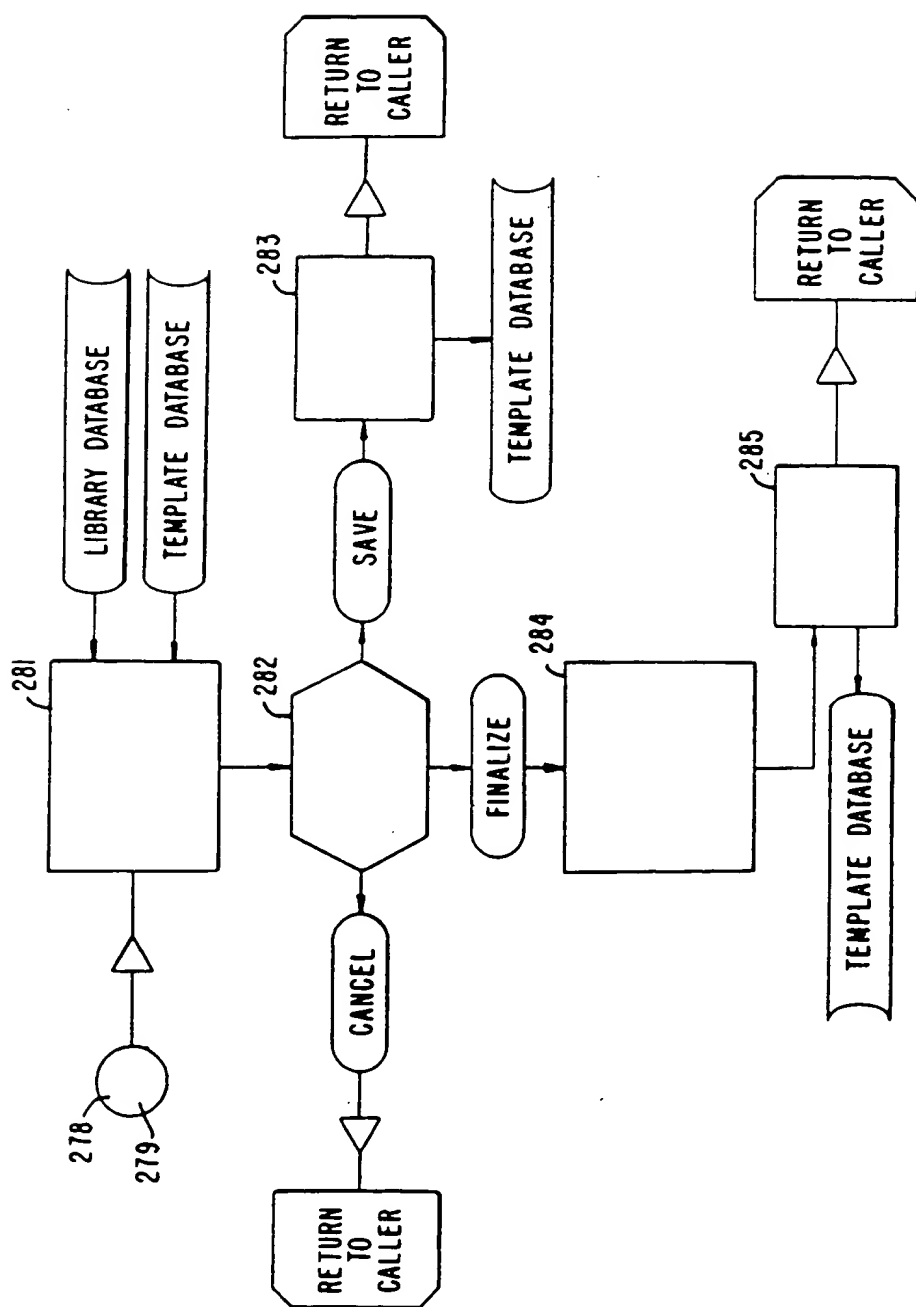 278
279
281
LIBRARY DATABASE
TEMPLATE DATABASE
282
CANCEL
RETURN
TO
CALLER
SAVE
283
RETURN
TO
CALLER
TEMPLATE DATABASE
FINALIZE
284
285
RETURN
TO
CALLER
TEMPLATE DATABASE